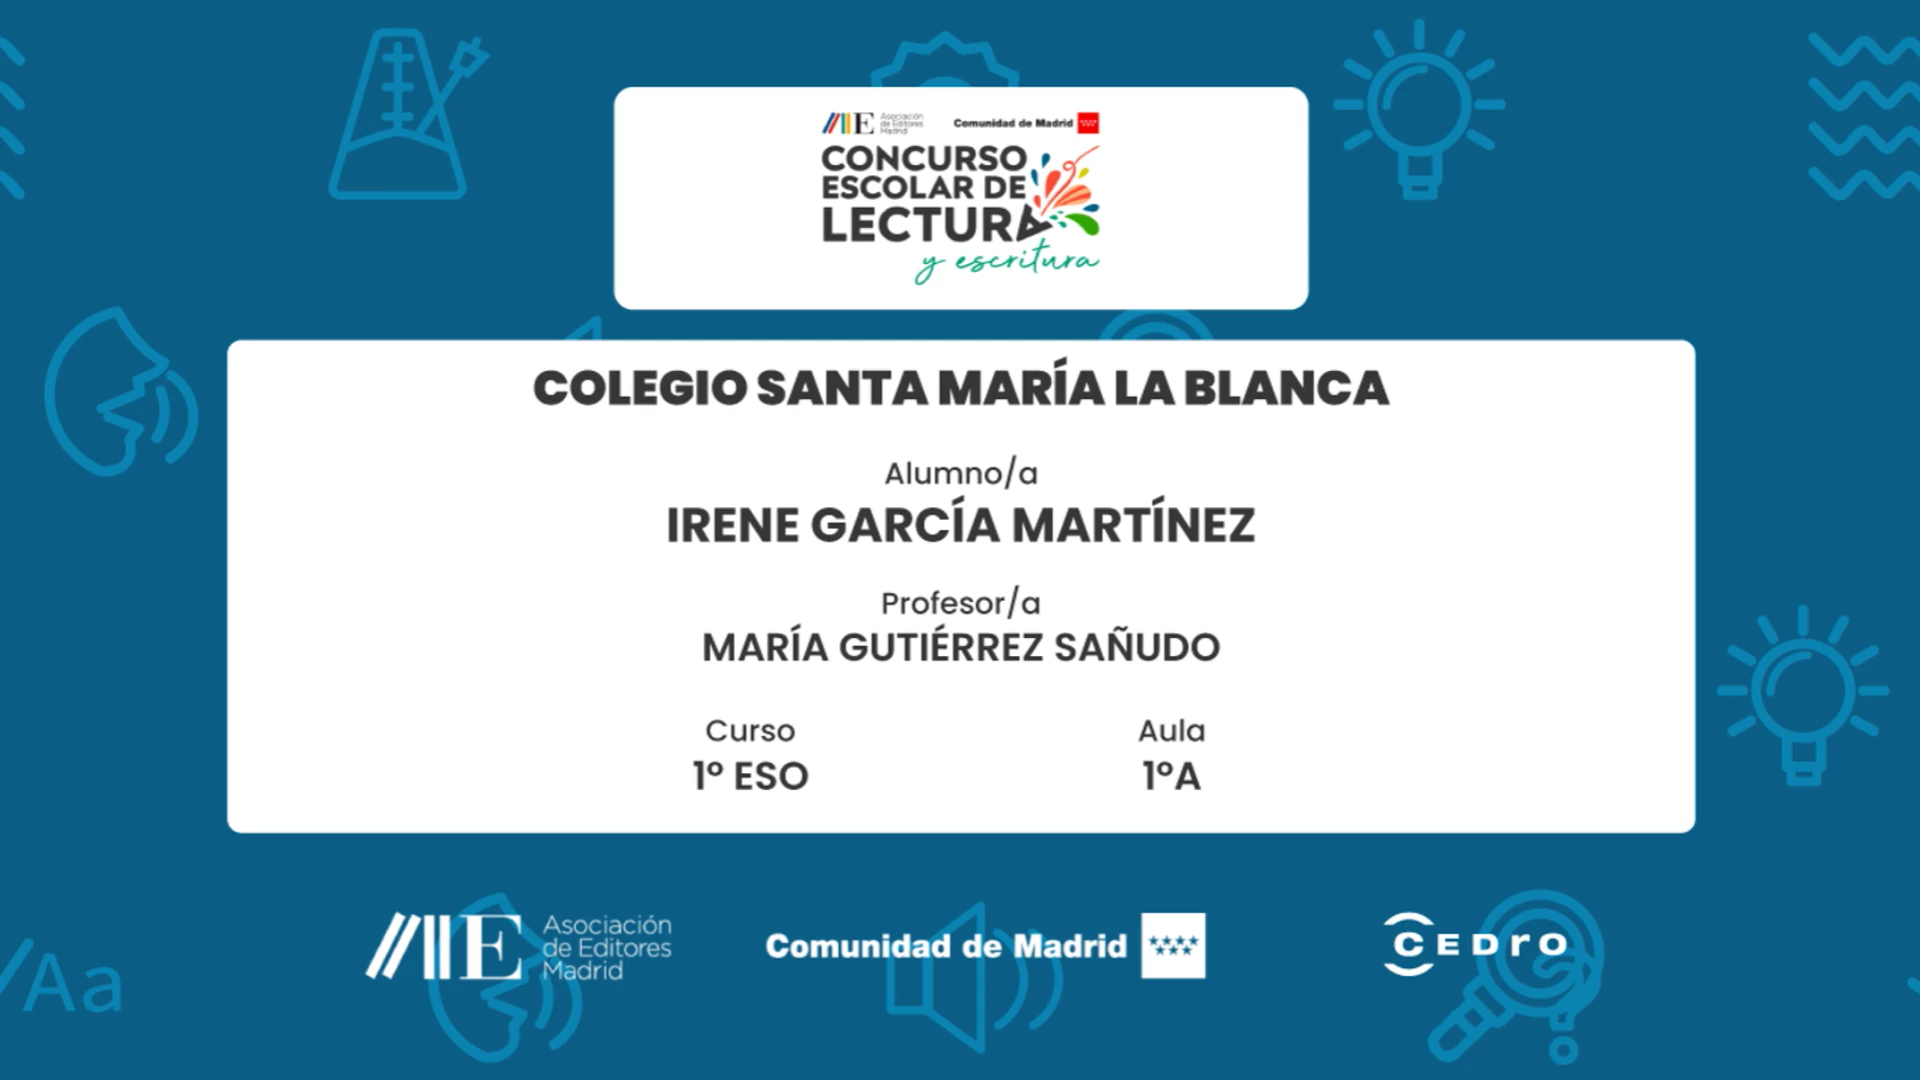 Asociación
de Editores
Madrid
Comunidad de Madrid
CONCURSO
ESCOLAR DE
LECTURA
y escritura
COLEGIO SANTA MARÍA LA BLANCA
Alumno/a
IRENE GARCÍA MARTÍNEZ
Profesor/a
MARÍA GUTIÉRREZ SAÑUDO
Curso
Aula
1º ESO
1ºA
Æ Asociación
de Editores
Madrid
Comunidad de Madrid
CEDro
Aa